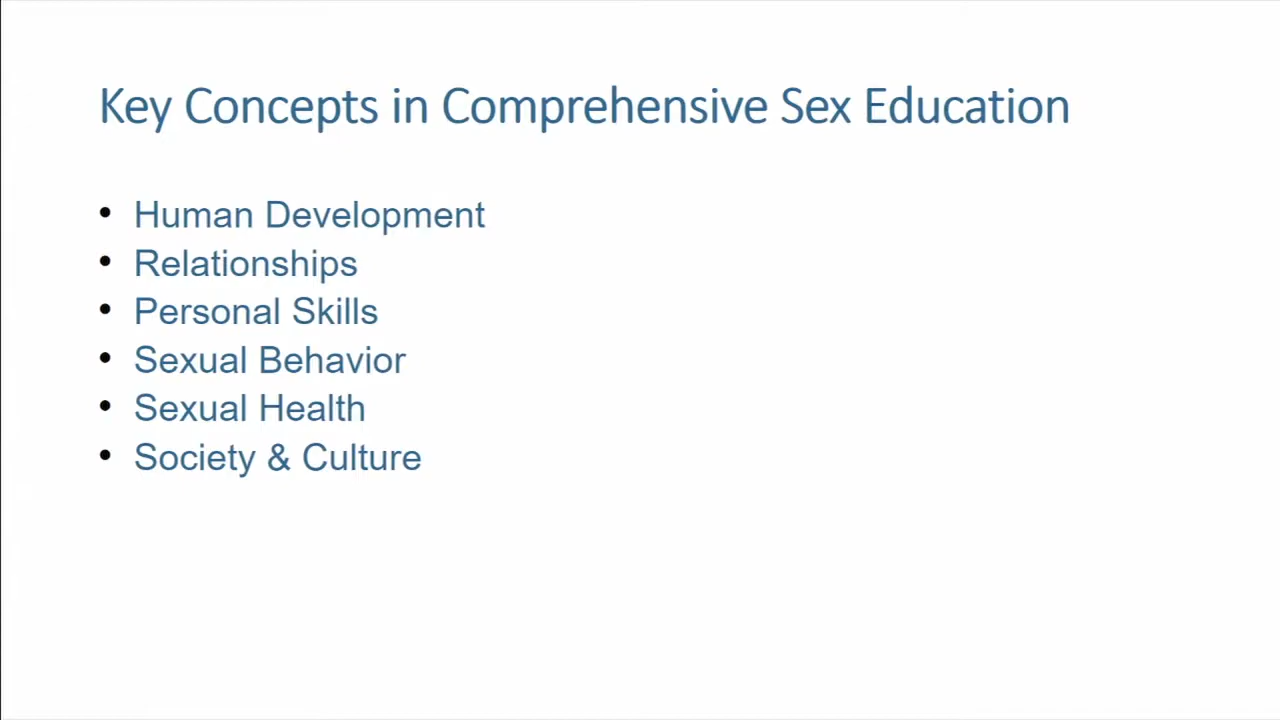 Key Concepts in Comprehensive Sex Education
• Human Development
• Relationships
• Personal Skills
• Sexual Behavior
• Sexual Health
• Society & Culture